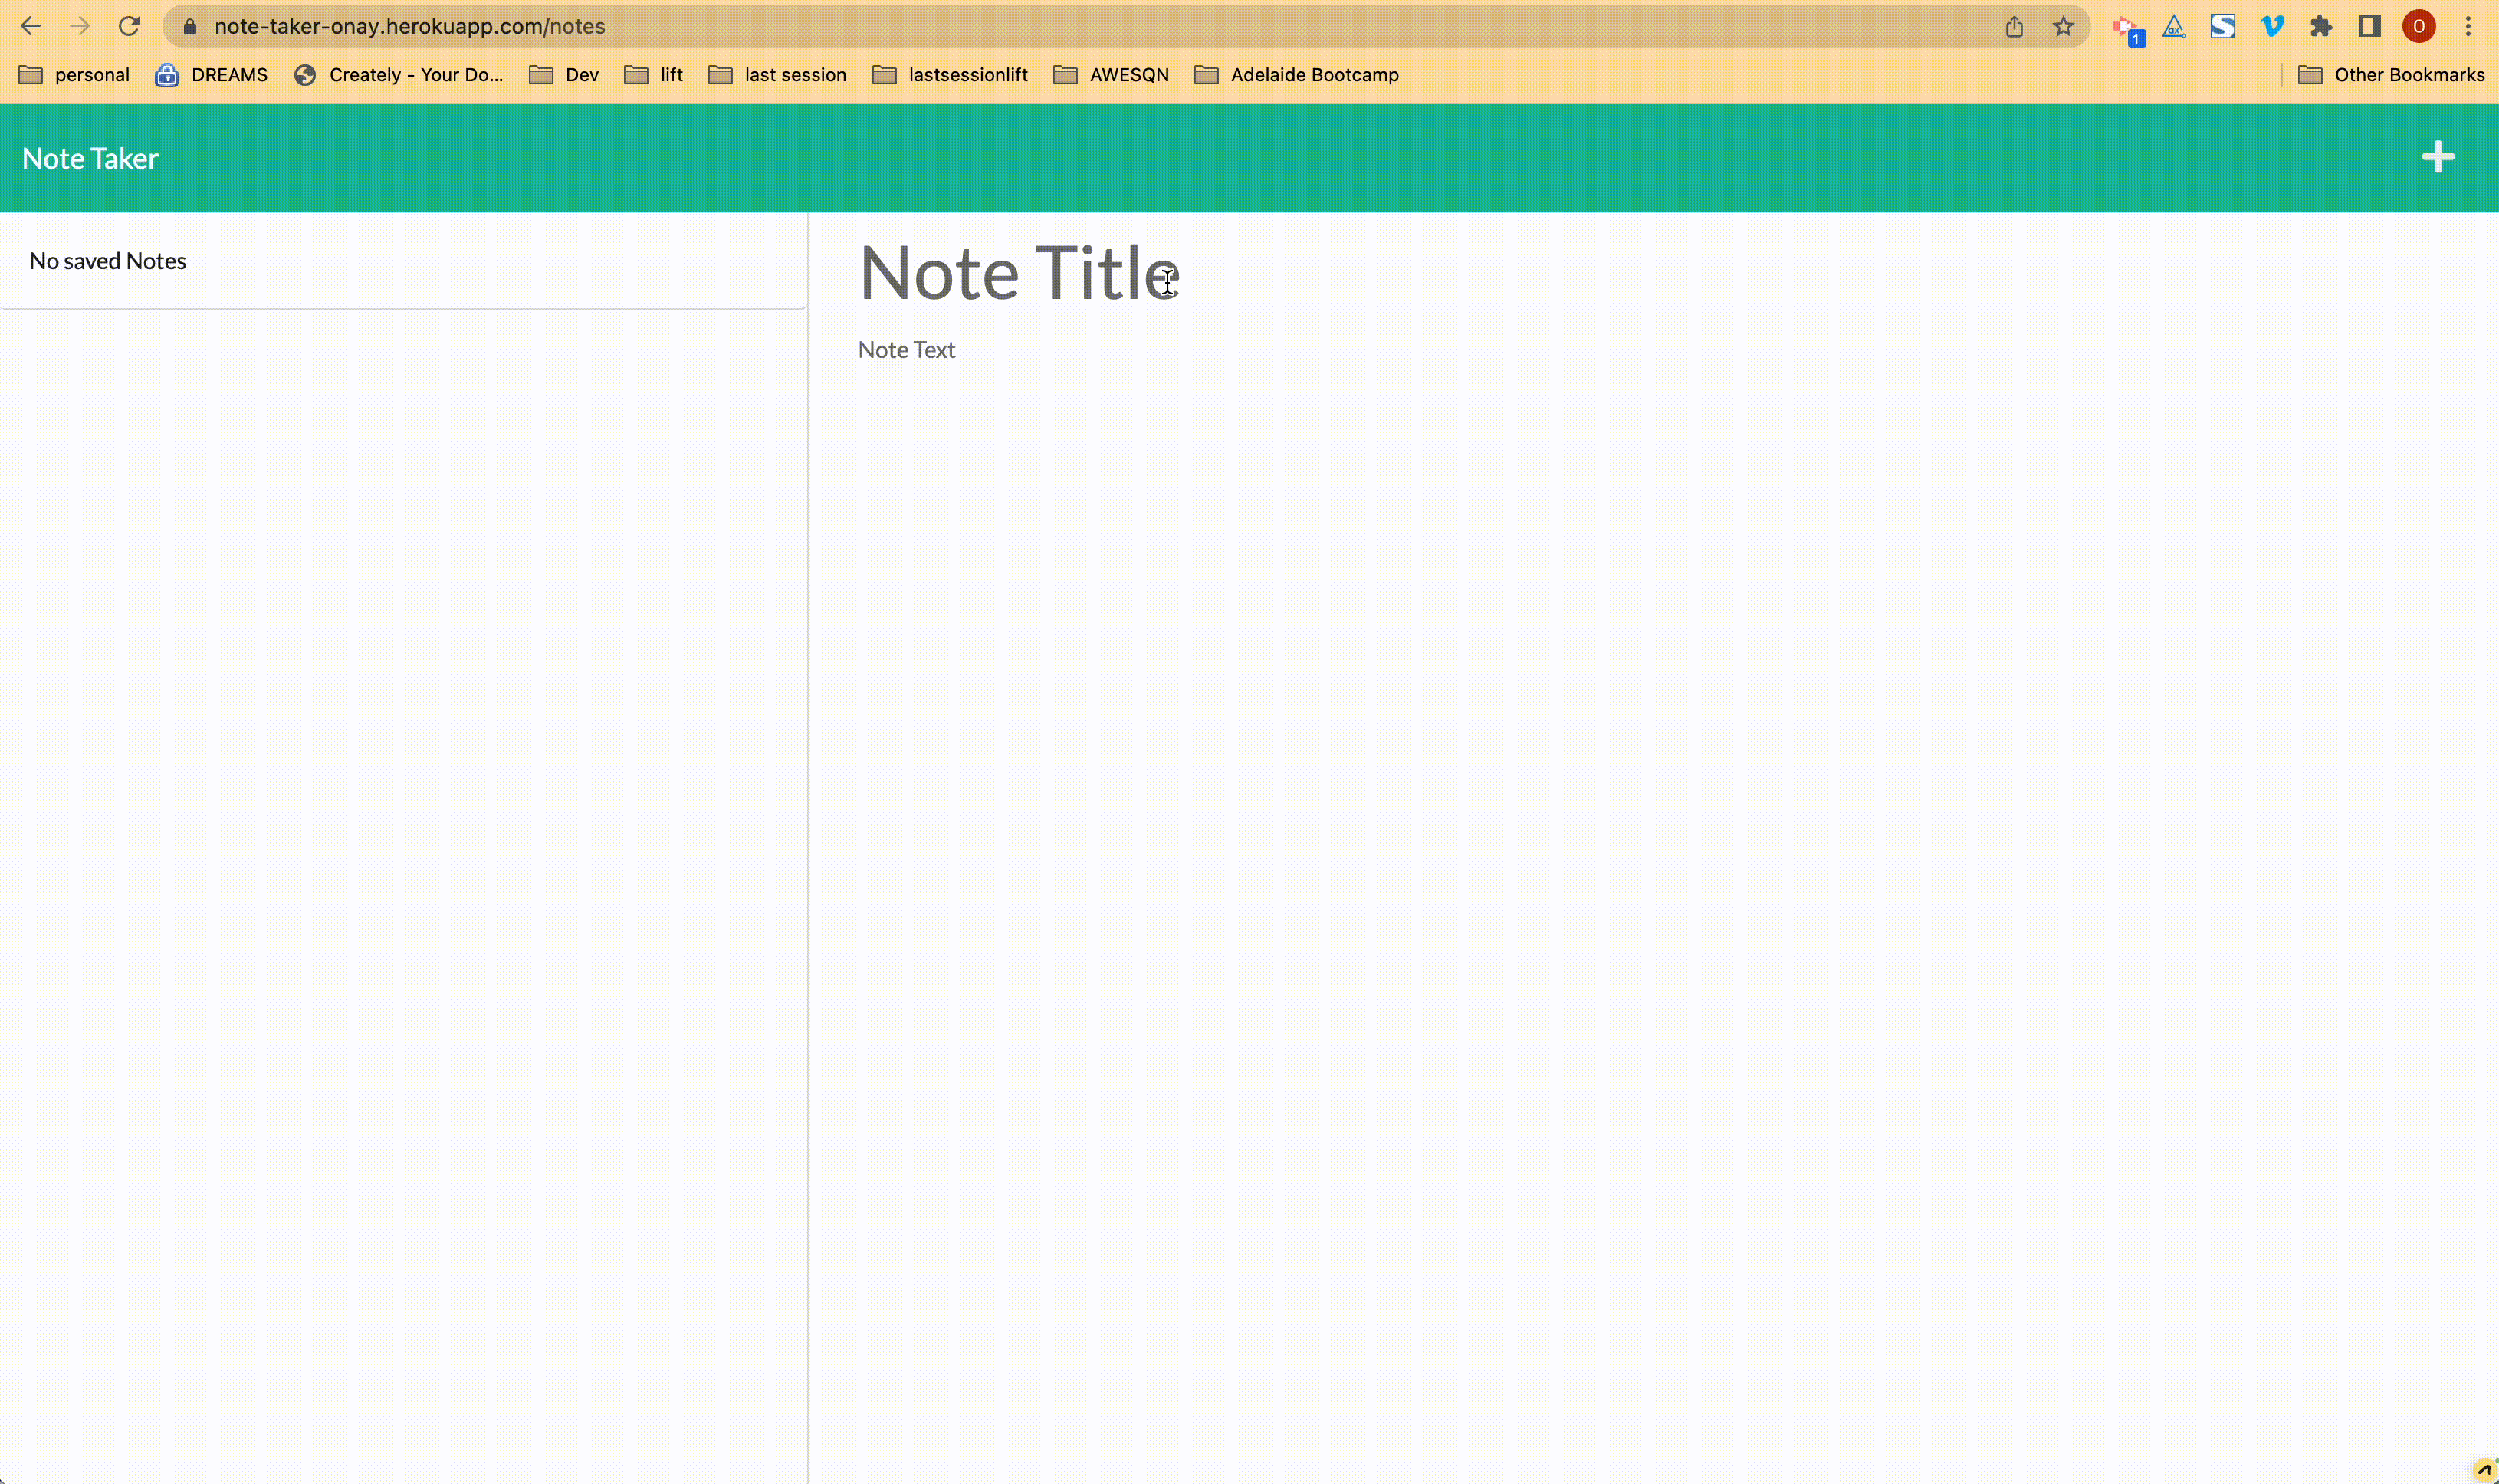 note-taker-onay.herokuapp.com/notes
1
O
personal DREAMS Creately - Your Do... Dev lift last session lastsessionlift AWESQN Adelaide Bootcamp Other Bookmarks
Note Taker
No saved Notes
Note Title
Note Text